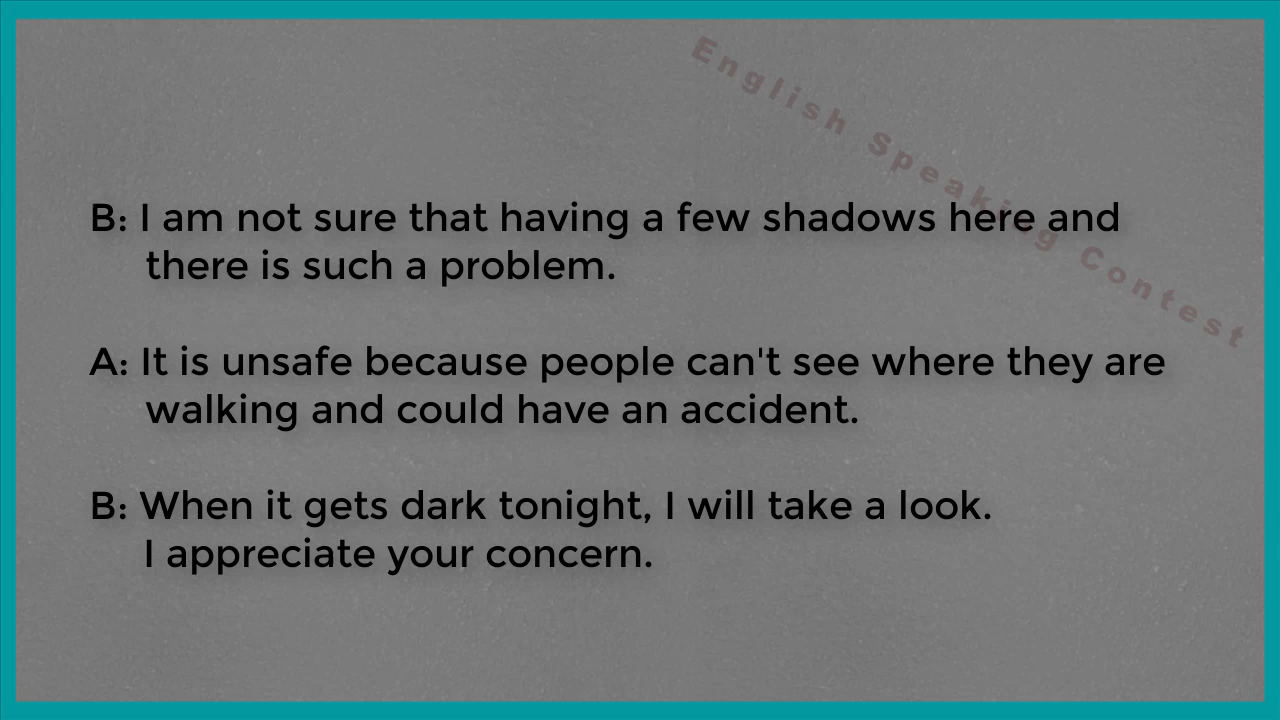 English Speaking Contest
B: I am not sure that having a few shadows here and
there is such a problem.
A: It is unsafe because people can't see where they are
walking and could have an accident.
B: When it gets dark tonight, I will take a look.
I appreciate your concern.